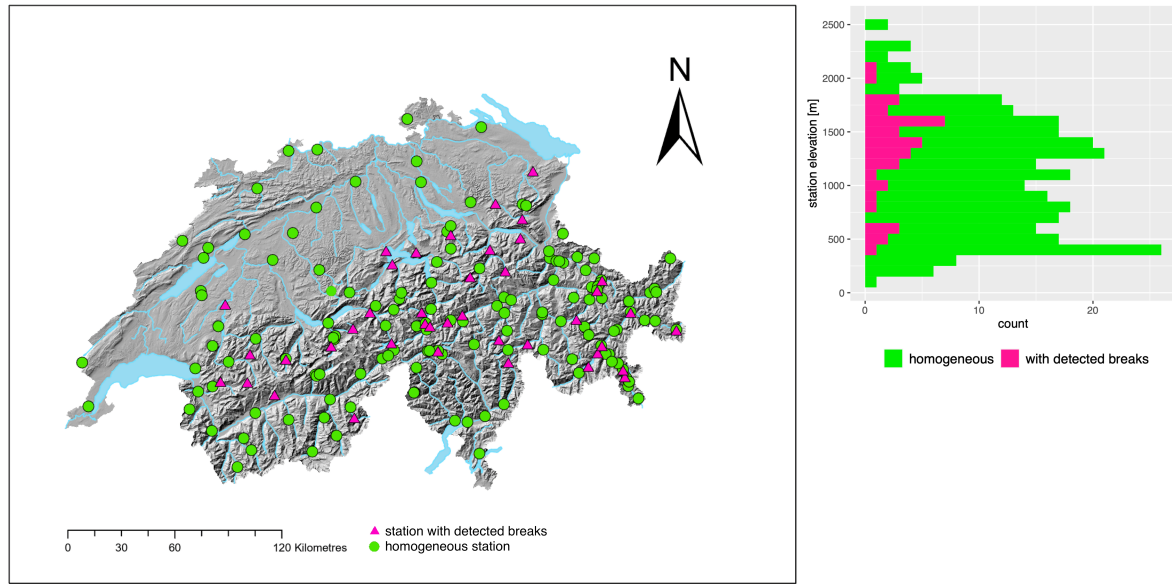 N
0 30 60 120 Kilometres
station with detected breaks
homogeneous station
station elevation [m]
2500
2000
1500
1000
500
0
0 10 20
count
homogeneous with detected breaks